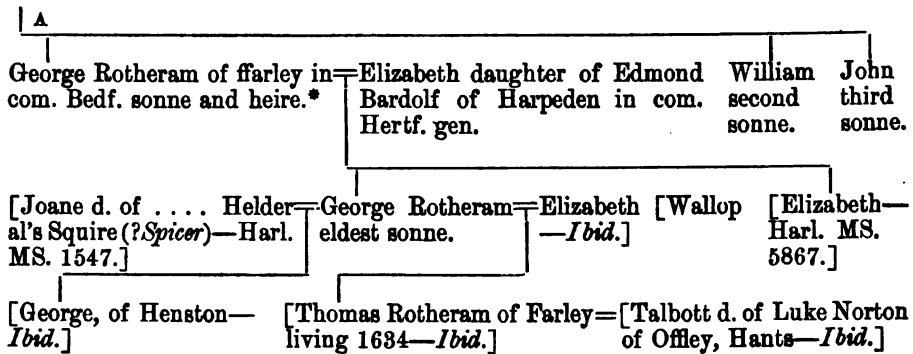 A
George Rotheram of ffarley in=Elizabeth daughter of Edmond William John
com. Bedf. sonne and heire.* Bardolf of Harpeden in com. second third
Hertf. gen. sonne. sonne.
[Joane d. of .... Helder=George Rotheram=Elizabeth [Wallop [Elizabeth—
al's Squire (?Spicer)—Harl. eldest sonne. —Ibid.] Harl. MS.
MS. 1547.] 5867.]
[George, of Henston— [Thomas Rotheram of Farley=[Talbott d. of Luke Norton
Ibid.] living 1634—Ibid.] of Offley, Hants—Ibid.]